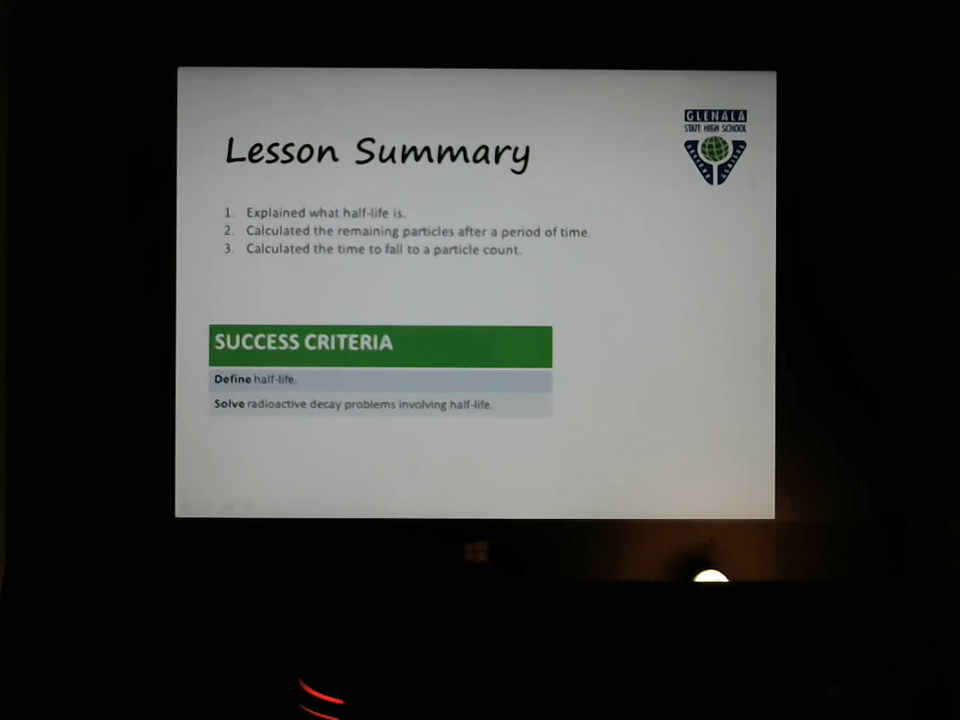 GLENALA
STATE HIGH SCHOOL
Lesson Summary
1. Explained what half-life is.
2. Calculated the remaining particles after a period of time.
3. Calculated the time to fall to a particle count.
SUCCESS CRITERIA
Define half-life.
Solve radioactive decay problems involving half-life.